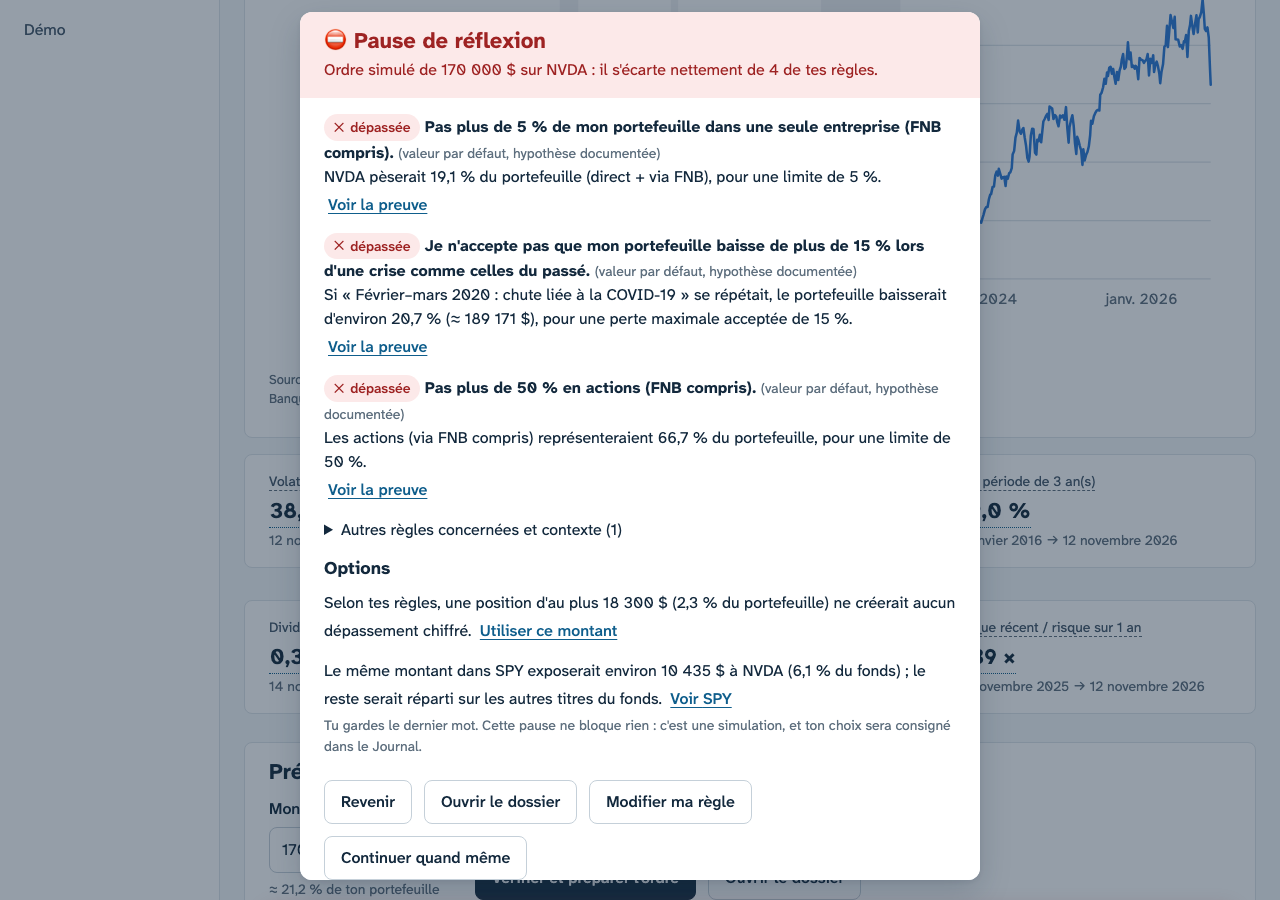 Démo
⛔ Pause de réflexion
Ordre simulé de 170 000 $ sur NVDA : il s'écarte nettement de 4 de tes règles.
× dépassée Pas plus de 5 % de mon portefeuille dans une seule entreprise (FNB
compris). (valeur par défaut, hypothèse documentée)
NVDA pèserait 19,1 % du portefeuille (direct + via FNB), pour une limite de 5 %.
Voir la preuve
× dépassée Je n'accepte pas que mon portefeuille baisse de plus de 15 % lors
d'une crise comme celles du passé. (valeur par défaut, hypothèse documentée)
Si « Février–mars 2020 : chute liée à la COVID-19 » se répétait, le portefeuille baisserait
d'environ 20,7 % (≈ 189 171 $), pour une perte maximale acceptée de 15 %.
Voir la preuve
× dépassée Pas plus de 50 % en actions (FNB compris). (valeur par défaut, hypothèse
documentée)
Les actions (via FNB compris) représenteraient 66,7 % du portefeuille, pour une limite de
50 %.
Voir la preuve
▶ Autres règles concernées et contexte (1)
Options
Selon tes règles, une position d'au plus 18 300 $ (2,3 % du portefeuille) ne créerait aucun
dépassement chiffré. Utiliser ce montant
Le même montant dans SPY exposerait environ 10 435 $ à NVDA (6,1 % du fonds) ; le
reste serait réparti sur les autres titres du fonds. Voir SPY
Tu gardes le dernier mot. Cette pause ne bloque rien : c'est une simulation, et ton choix sera consigné
dans le Journal.
Revenir
Ouvrir le dossier
Modifier ma règle
Continuer quand même
2024
janv. 2026
période de 3 an(s)
,0 %
→ 12 novembre 2026
récent / risque sur 1 an
×
2025 → 12 novembre 2026
≈ 21,2 % de ton portefeuille
Vérifier et préparer l'ordre
Ouvrir le dossier